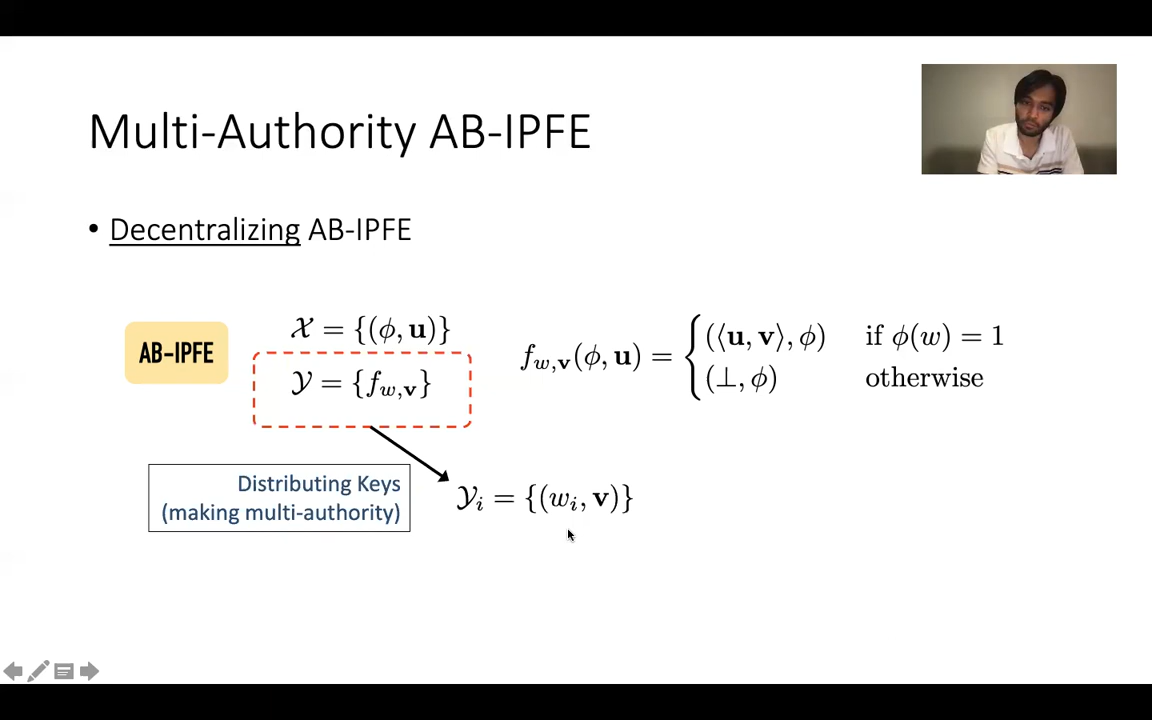 Multi-Authority AB-IPFE
• Decentralizing AB-IPFE
AB-IPFE
𝒳 = {(ϕ, 𝐮)}
𝒴 = {f_{w,𝐯}}
f_{w,𝐯}(ϕ, 𝐮) = { (⟨𝐮, 𝐯⟩, ϕ) if ϕ(w) = 1
(⊥, ϕ) otherwise
Distributing Keys
(making multi-authority)
𝒴_i = {(w_i, 𝐯)}